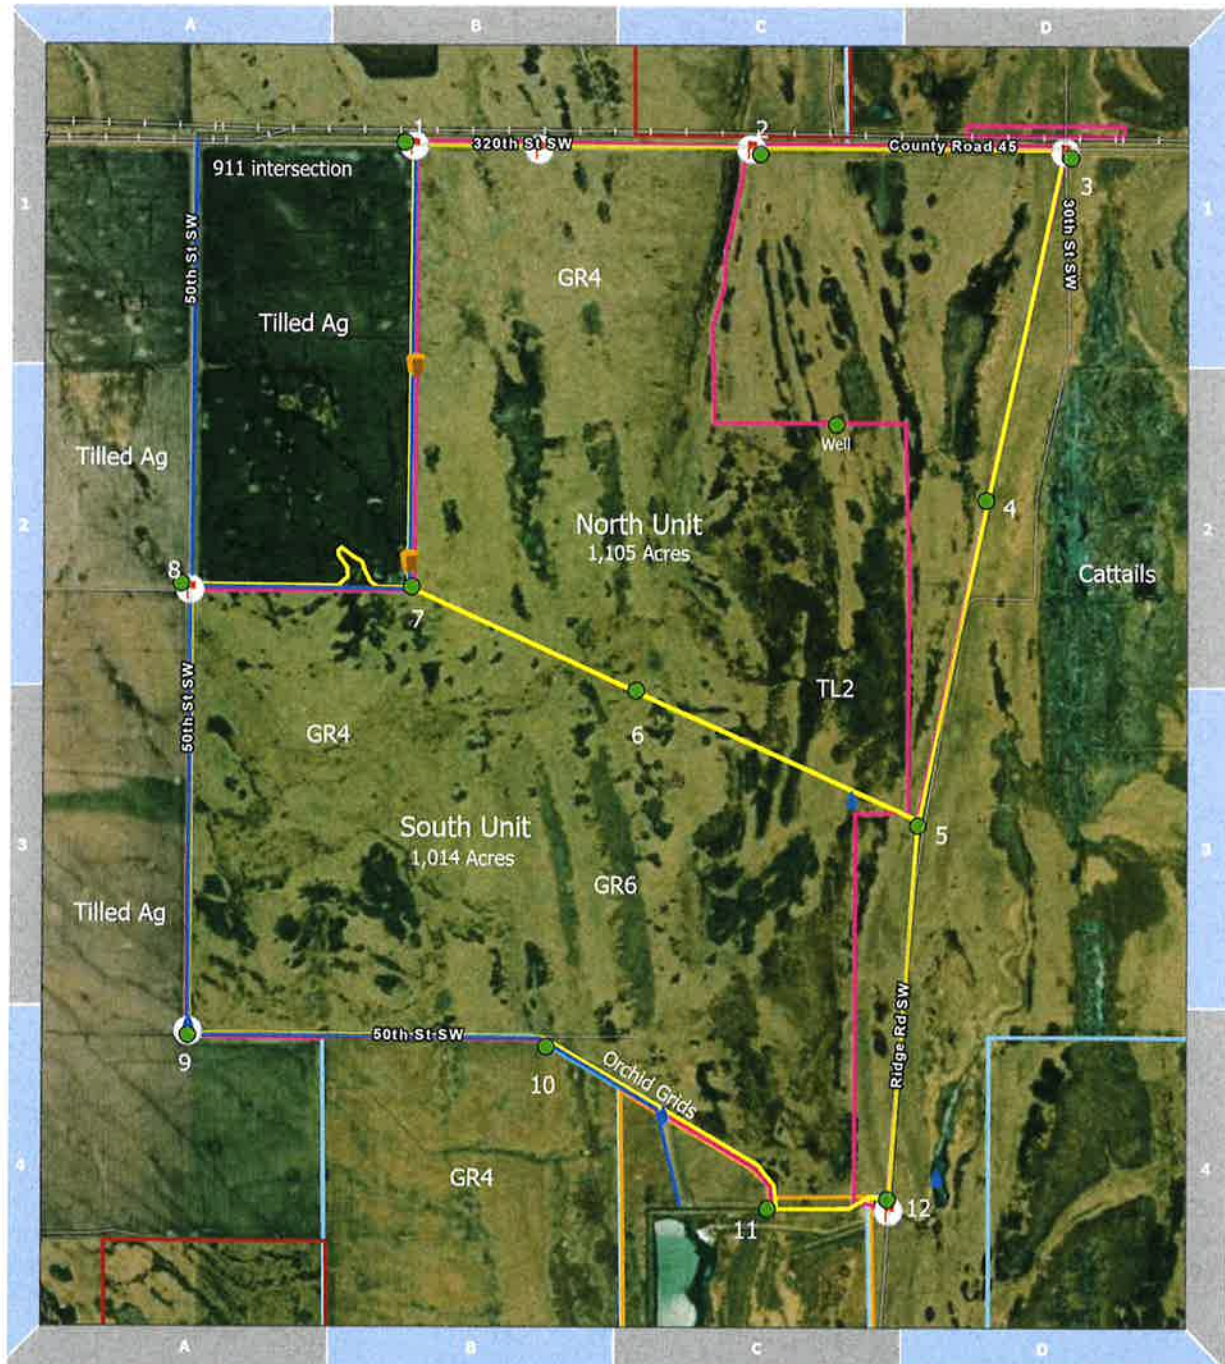 A B C D
1 2
320th St SW
County Road 45
911 intersection
3
1 1
50th St SW
30th St SW
GR4
Tilled Ag
Well
Tilled Ag
4
North Unit
1,105 Acres
2 2
8
Cattails
7
TL2
50th St SW
6
GR4
South Unit
1,014 Acres
5
3 3
GR6
Tilled Ag
50th St SW
Ridge Rd SW
9
10
Orchid Grids
4 4
GR4
11
12
A B C D